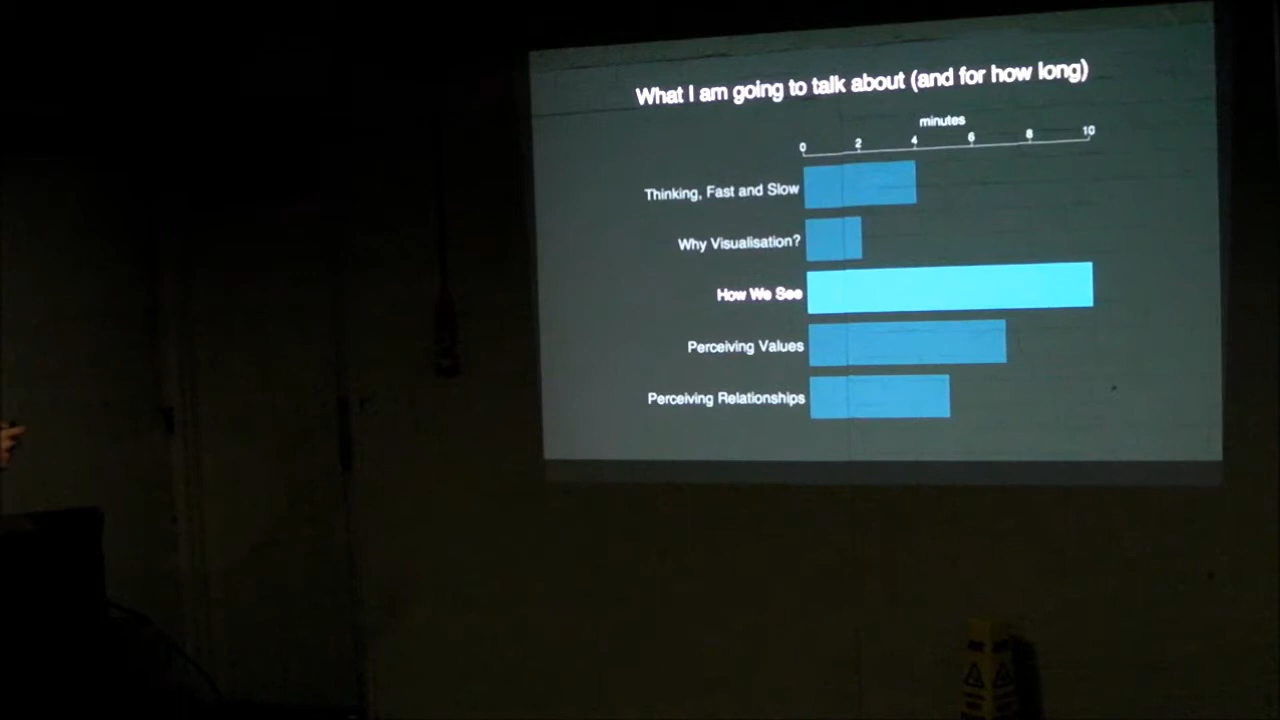 What I am going to talk about (and for how long)
minutes
0 2 4 6 8 10
Thinking, Fast and Slow
Why Visualisation?
How We See
Perceiving Values
Perceiving Relationships